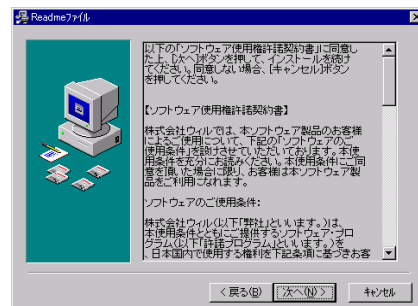 Readmeファイル
以下の「ソフトウェア使用権許諾契約書」に同意し
た上、[次へ]ボタンを押して、インストールを続け
てください。同意しない場合、[キャンセル]ボタン
を押してください。
【ソフトウェア使用権許諾契約書】
株式会社ウィルでは、本ソフトウェア製品のお客様
によるご使用について、下記の「ソフトウェアのご
使用条件」を設けさせていただいております。本使
用条件を充分にお読みください。本使用条件にご同
意を頂いた場合に限り、お客様は本ソフトウェア製
品をご利用になれます。
ソフトウェアのご使用条件:
株式会社ウィル(以下「弊社」といいます。)は、
本使用条件とともにご提供するソフトウェア・プロ
グラム(以下「許諾プログラム」といいます。)を
、日本国内で使用する権利を下記条項に基づきお客
< 戻る(B)
次へ(N) >
キャンセル